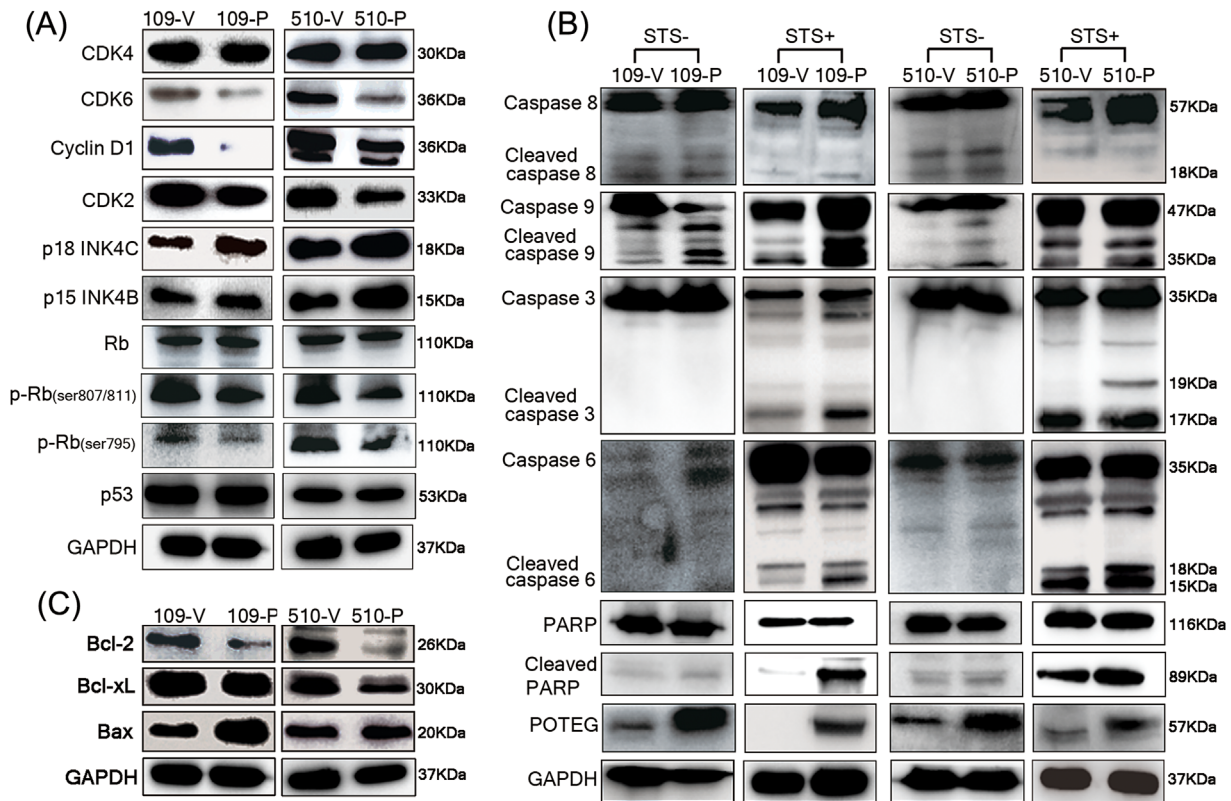 (A)
109-V 109-P 510-V 510-P
CDK4 30KDa
CDK6 36KDa
Cyclin D1 36KDa
CDK2 33KDa
p18 INK4C 18KDa
p15 INK4B 15KDa
Rb 110KDa
p-Rb(ser807/811) 110KDa
p-Rb(ser795) 110KDa
p53 53KDa
GAPDH 37KDa
(B)
STS- STS+ STS- STS+
109-V 109-P 109-V 109-P 510-V 510-P 510-V 510-P
Caspase 8 57KDa
Cleaved
caspase 8 18KDa
Caspase 9 47KDa
Cleaved
caspase 9 35KDa
Caspase 3 35KDa
19KDa
Cleaved
caspase 3 17KDa
Caspase 6 35KDa
Cleaved 18KDa
caspase 6 15KDa
PARP 116KDa
Cleaved
PARP 89KDa
POTEG 57KDa
GAPDH 37KDa
(C)
109-V 109-P 510-V 510-P
Bcl-2 26KDa
Bcl-xL 30KDa
Bax 20KDa
GAPDH 37KDa